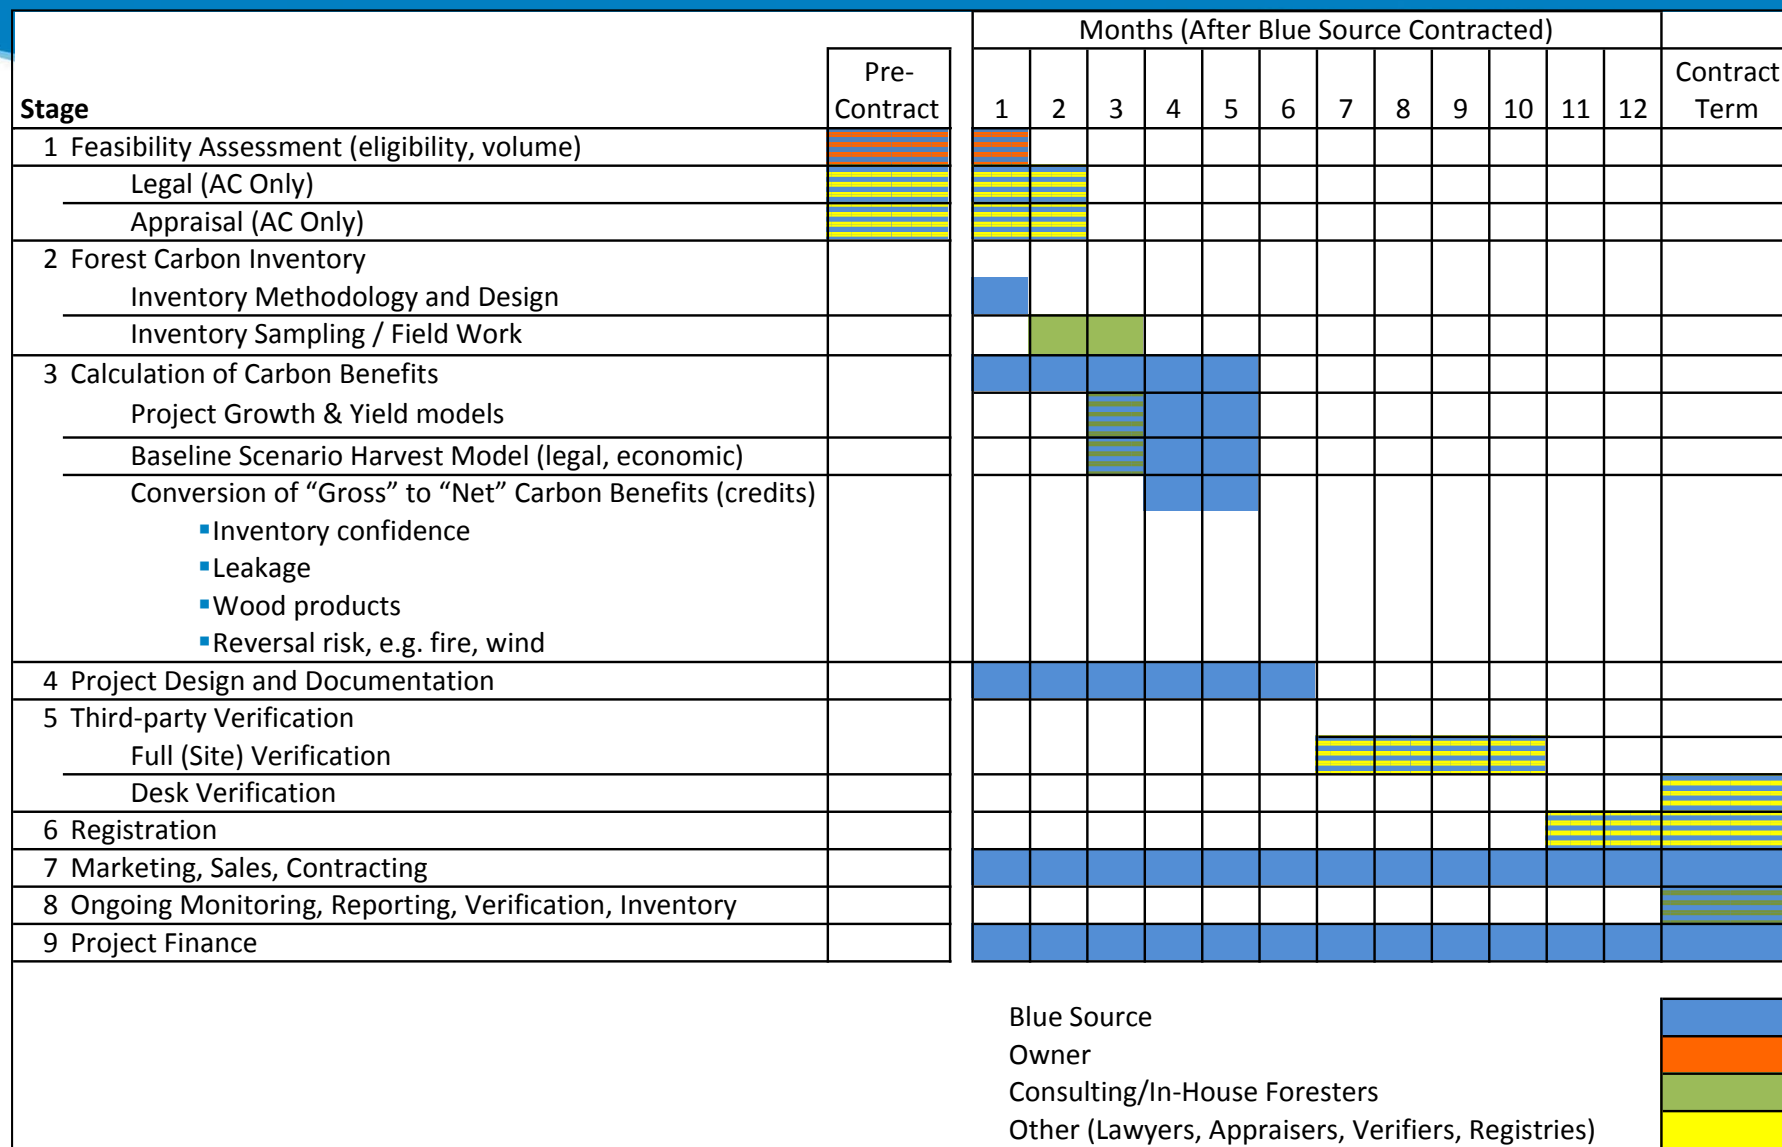 Months (After Blue Source Contracted)
Stage
Pre-
Contract
1 2 3 4 5 6 7 8 9 10 11 12
Contract
Term
1 Feasibility Assessment (eligibility, volume)
Legal (AC Only)
Appraisal (AC Only)
2 Forest Carbon Inventory
Inventory Methodology and Design
Inventory Sampling / Field Work
3 Calculation of Carbon Benefits
Project Growth & Yield models
Baseline Scenario Harvest Model (legal, economic)
Conversion of “Gross” to “Net” Carbon Benefits (credits)
▪Inventory confidence
▪Leakage
▪Wood products
▪Reversal risk, e.g. fire, wind
4 Project Design and Documentation
5 Third-party Verification
Full (Site) Verification
Desk Verification
6 Registration
7 Marketing, Sales, Contracting
8 Ongoing Monitoring, Reporting, Verification, Inventory
9 Project Finance
Blue Source
Owner
Consulting/In-House Foresters
Other (Lawyers, Appraisers, Verifiers, Registries)